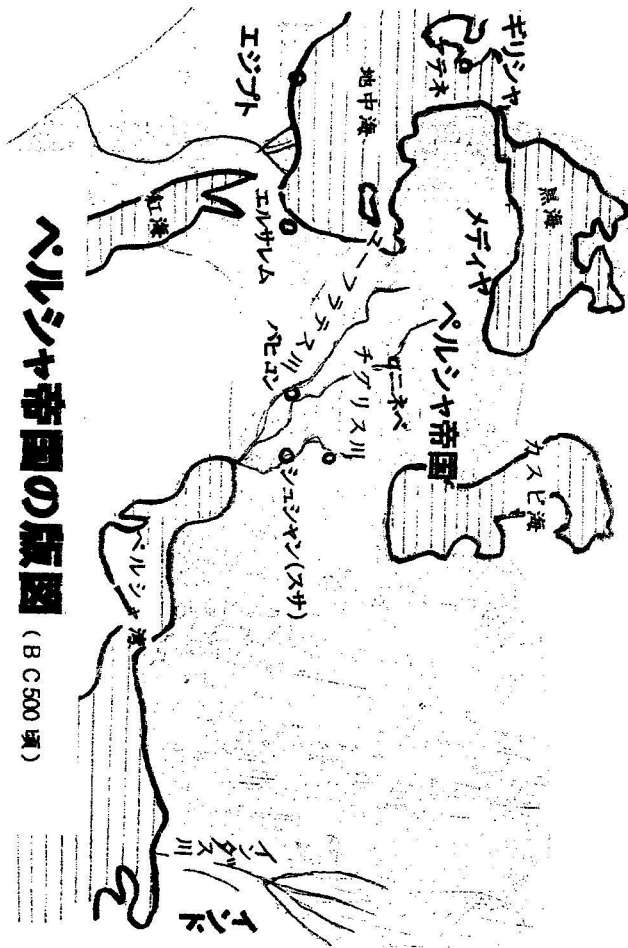 ギリシャ
アテネ
黒海
地中海
エジプト
メディヤ
カスピ海
ペルシャ帝国
ニネベ
チグリス川
ユーフラテス川
バビロン
エルサレム
紅海
シュシャン(スサ)
ペルシャ湾
インダス川
インド
ペルシャ帝国の版図
(BC500頃)